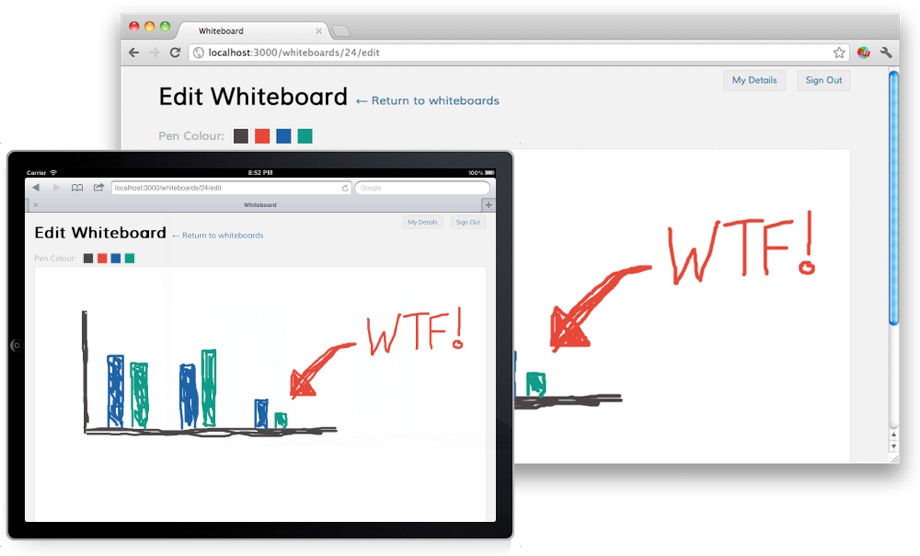 Whiteboard
localhost:3000/whiteboards/24/edit
My Details
Sign Out
Edit Whiteboard ← Return to whiteboards
Pen Colour:
WTF!
Carrier
8:52 PM
100%
localhost:3000/whiteboards/24/edit
Google
Whiteboard
My Details
Sign Out
Edit Whiteboard ← Return to whiteboards
Pen Colour:
WTF!